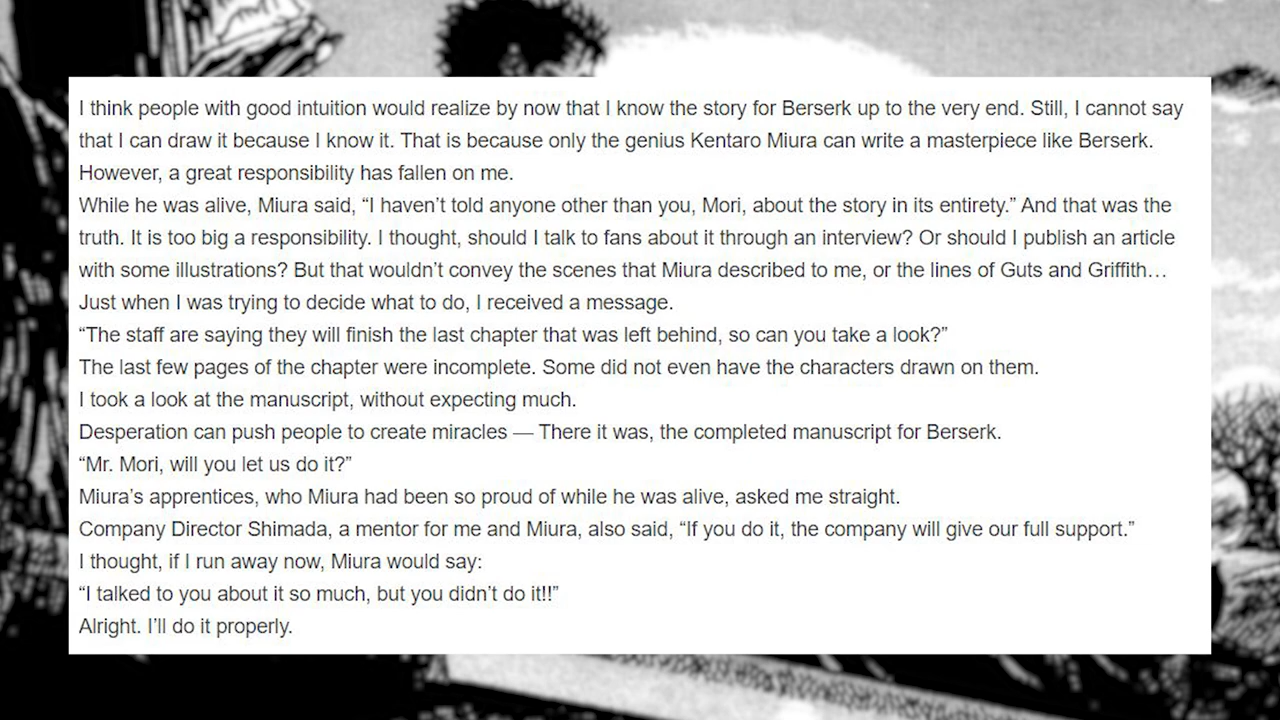 I think people with good intuition would realize by now that I know the story for Berserk up to the very end. Still, I cannot say
that I can draw it because I know it. That is because only the genius Kentaro Miura can write a masterpiece like Berserk.
However, a great responsibility has fallen on me.
While he was alive, Miura said, “I haven’t told anyone other than you, Mori, about the story in its entirety.” And that was the
truth. It is too big a responsibility. I thought, should I talk to fans about it through an interview? Or should I publish an article
with some illustrations? But that wouldn’t convey the scenes that Miura described to me, or the lines of Guts and Griffith…
Just when I was trying to decide what to do, I received a message.
“The staff are saying they will finish the last chapter that was left behind, so can you take a look?”
The last few pages of the chapter were incomplete. Some did not even have the characters drawn on them.
I took a look at the manuscript, without expecting much.
Desperation can push people to create miracles — There it was, the completed manuscript for Berserk.
“Mr. Mori, will you let us do it?”
Miura’s apprentices, who Miura had been so proud of while he was alive, asked me straight.
Company Director Shimada, a mentor for me and Miura, also said, “If you do it, the company will give our full support.”
I thought, if I run away now, Miura would say:
“I talked to you about it so much, but you didn’t do it!!”
Alright. I’ll do it properly.